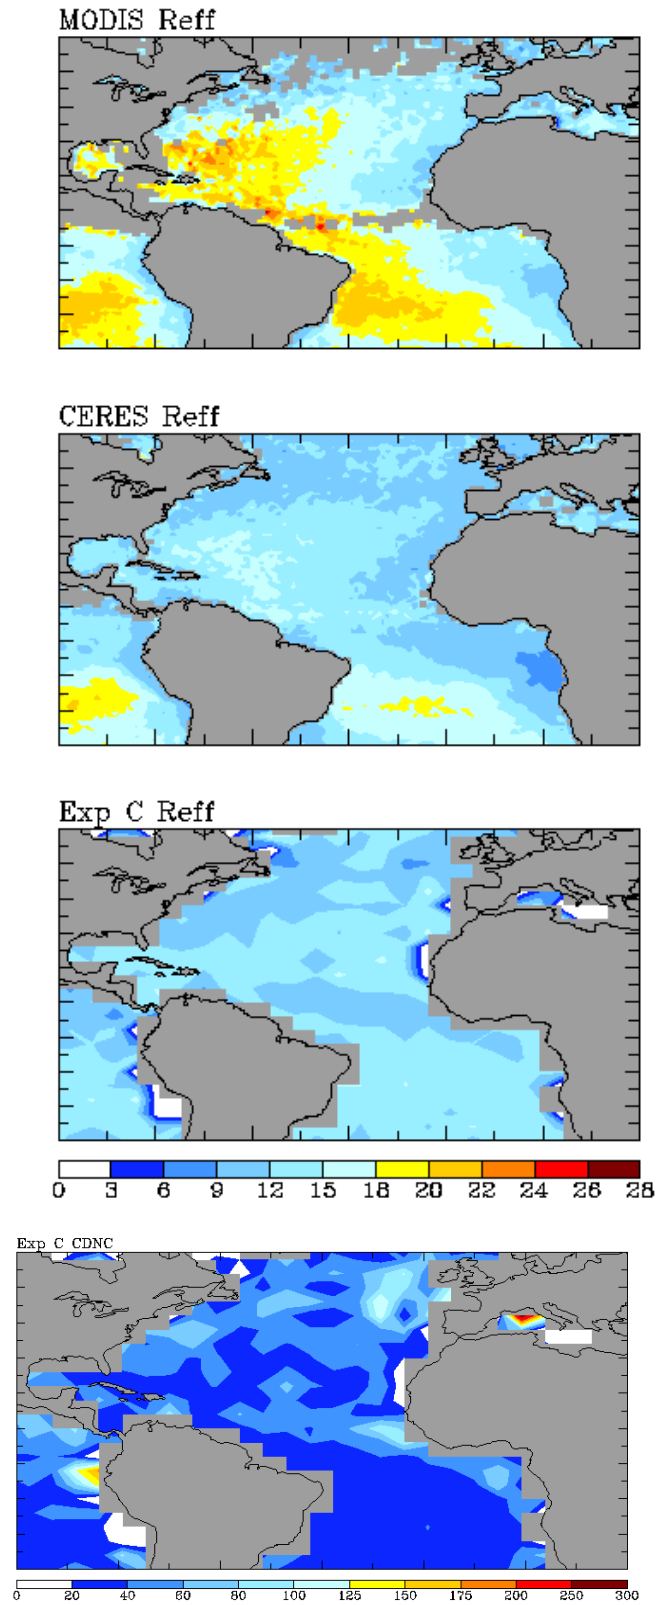 MODIS Reff
CERES Reff
Exp C Reff
0 3 6 9 12 15 18 20 22 24 26 28
Exp C CDNC
0 20 40 60 80 100 125 150 175 200 250 300